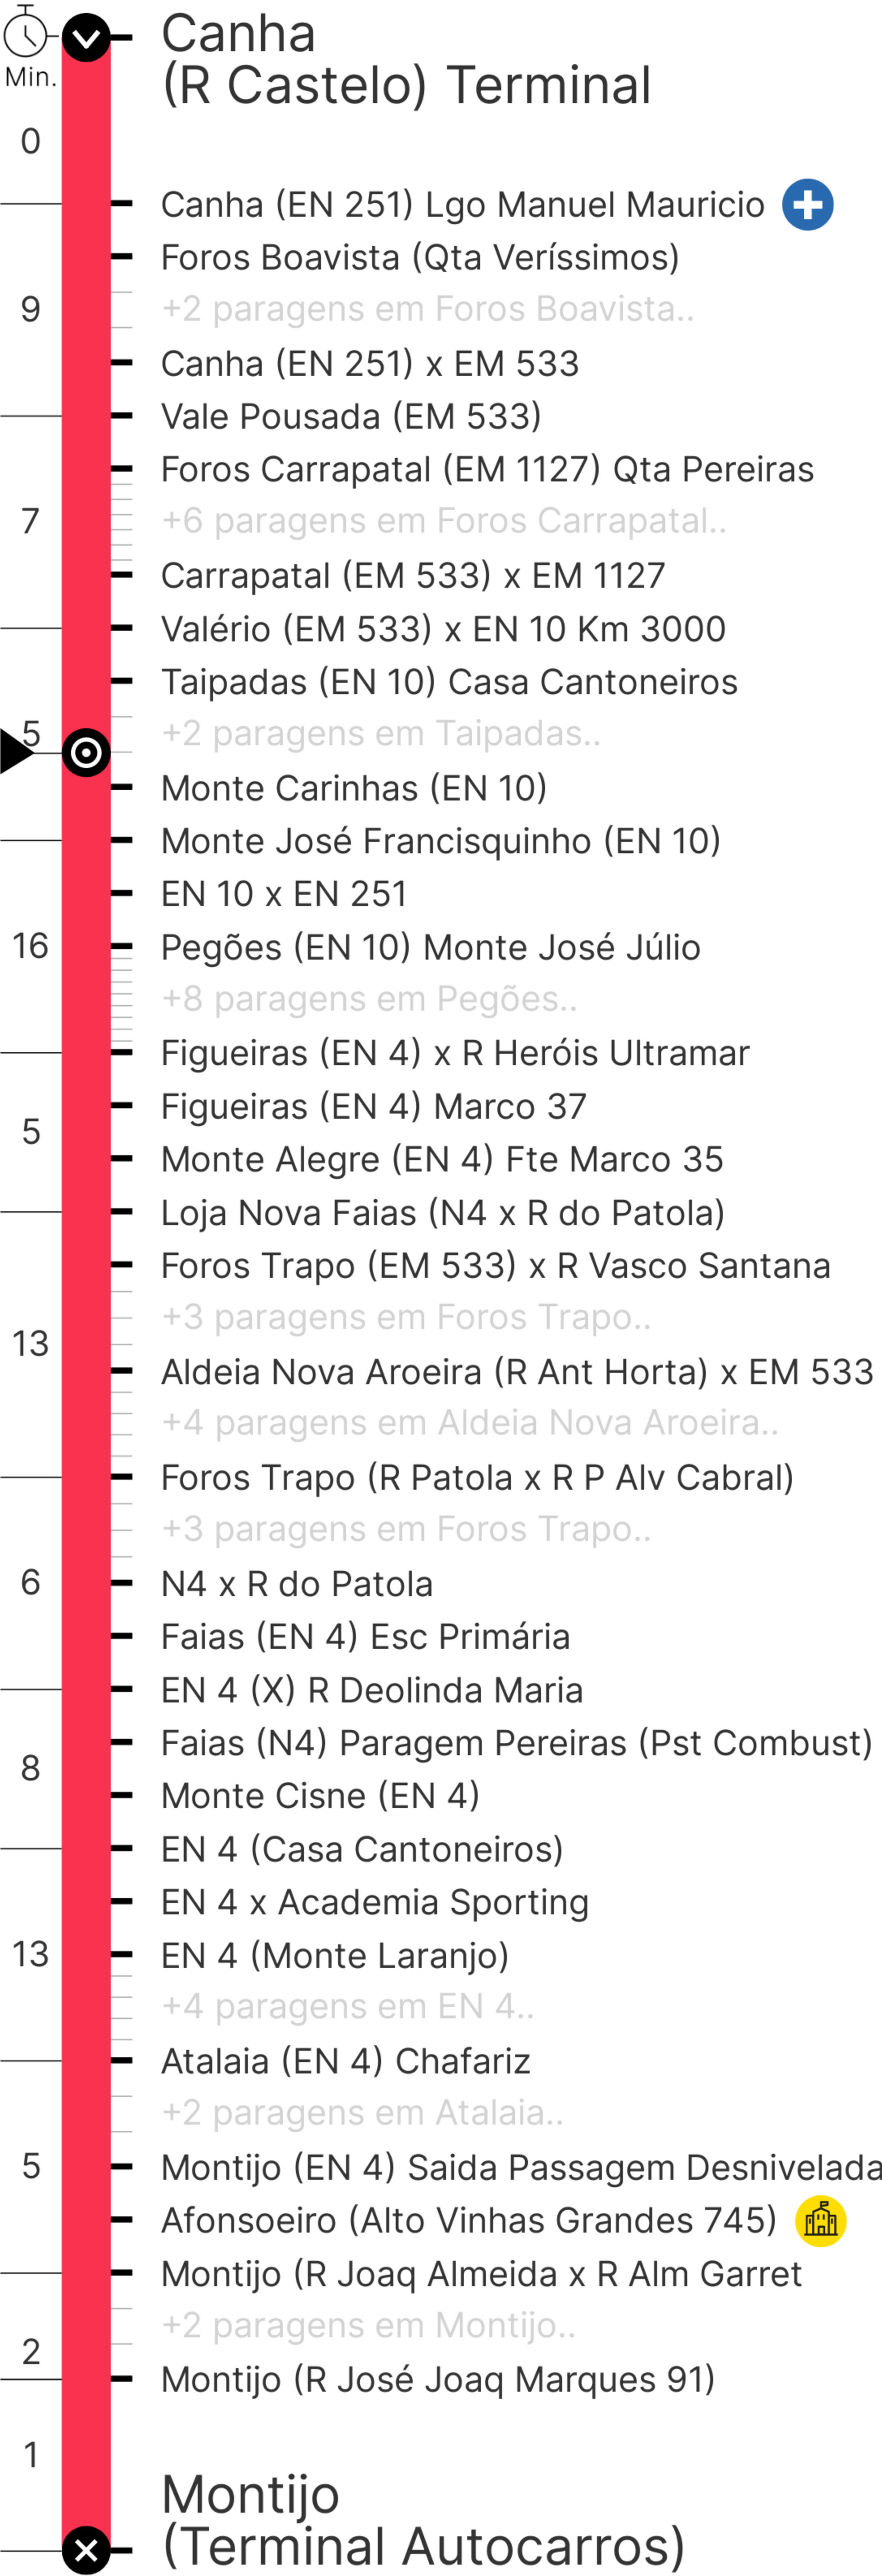 Canha
(R Castelo) Terminal
Min.
0
Canha (EN 251) Lgo Manuel Mauricio
Foros Boavista (Qta Veríssimos)
9
+2 paragens em Foros Boavista..
Canha (EN 251) x EM 533
Vale Pousada (EM 533)
Foros Carrapatal (EM 1127) Qta Pereiras
7
+6 paragens em Foros Carrapatal..
Carrapatal (EM 533) x EM 1127
Valério (EM 533) x EN 10 Km 3000
Taipadas (EN 10) Casa Cantoneiros
5
+2 paragens em Taipadas..
Monte Carinhas (EN 10)
Monte José Francisquinho (EN 10)
EN 10 x EN 251
16
Pegões (EN 10) Monte José Júlio
+8 paragens em Pegões..
Figueiras (EN 4) x R Heróis Ultramar
Figueiras (EN 4) Marco 37
5
Monte Alegre (EN 4) Fte Marco 35
Loja Nova Faias (N4 x R do Patola)
Foros Trapo (EM 533) x R Vasco Santana
+3 paragens em Foros Trapo..
13
Aldeia Nova Aroeira (R Ant Horta) x EM 533
+4 paragens em Aldeia Nova Aroeira..
Foros Trapo (R Patola x R P Alv Cabral)
+3 paragens em Foros Trapo..
6
N4 x R do Patola
Faias (EN 4) Esc Primária
EN 4 (X) R Deolinda Maria
Faias (N4) Paragem Pereiras (Pst Combust)
8
Monte Cisne (EN 4)
EN 4 (Casa Cantoneiros)
EN 4 x Academia Sporting
13
EN 4 (Monte Laranjo)
+4 paragens em EN 4..
Atalaia (EN 4) Chafariz
+2 paragens em Atalaia..
5
Montijo (EN 4) Saida Passagem Desnivelada
Afonsoeiro (Alto Vinhas Grandes 745)
Montijo (R Joaq Almeida x R Alm Garret
+2 paragens em Montijo..
2
Montijo (R José Joaq Marques 91)
1
Montijo
(Terminal Autocarros)